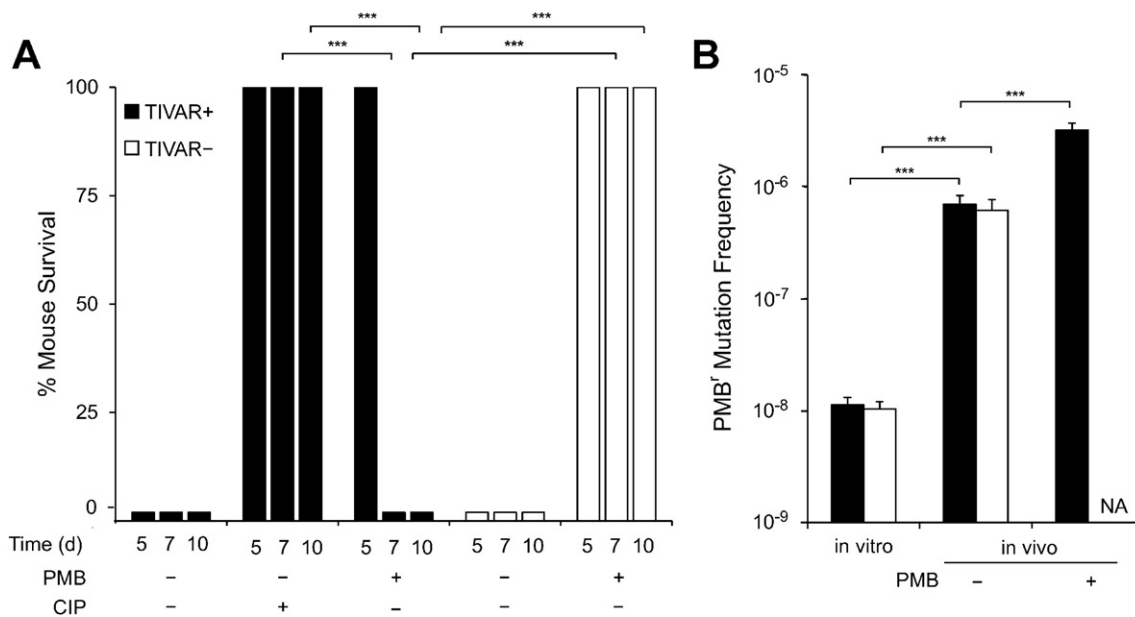 A
*** ***
*** ***
100
75
50
25
0
% Mouse Survival
TIVAR+
TIVAR−
Time (d) 5 7 10 5 7 10 5 7 10 5 7 10 5 7 10
PMB − − + − +
CIP − + − − −
B
10⁻⁵
10⁻⁶
10⁻⁷
10⁻⁸
10⁻⁹
PMBʳ Mutation Frequency
***
***
***
NA
in vitro in vivo
PMB − +